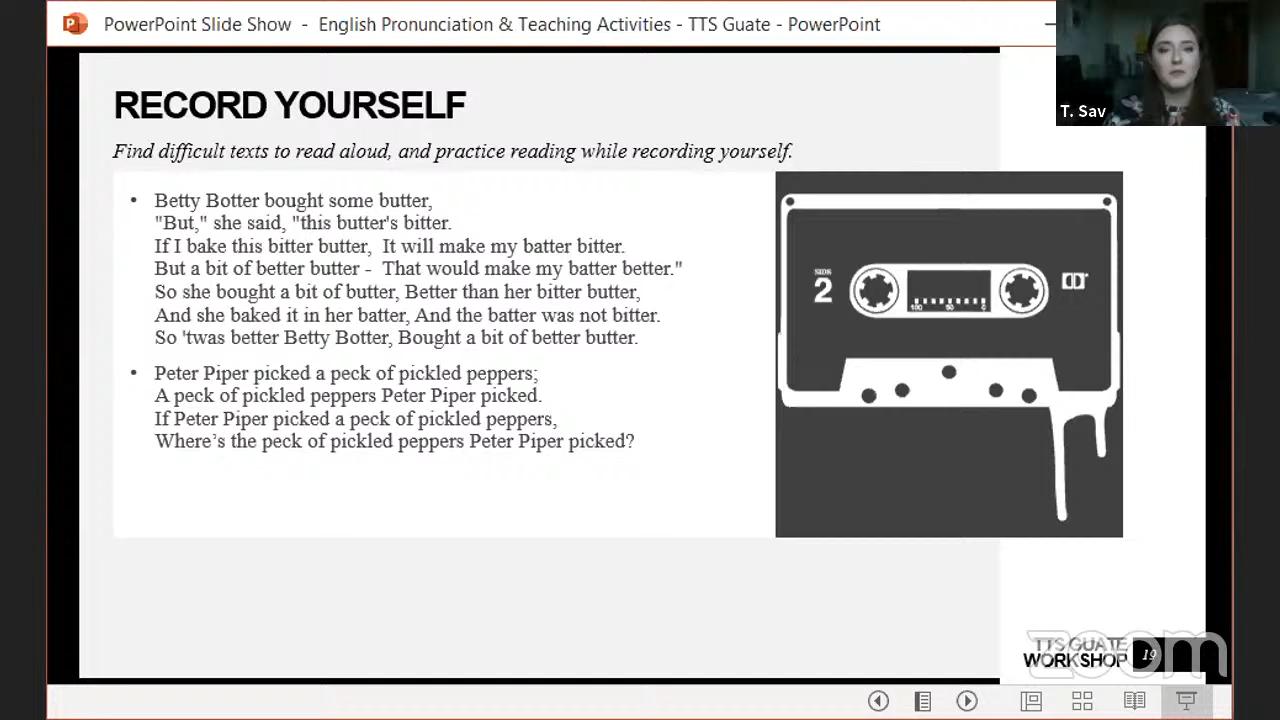 PowerPoint Slide Show - English Pronunciation & Teaching Activities - TTS Guate - PowerPoint
T. Sav
RECORD YOURSELF
Find difficult texts to read aloud, and practice reading while recording yourself.
• Betty Botter bought some butter,
"But," she said, "this butter's bitter.
If I bake this bitter butter, It will make my batter bitter.
But a bit of better butter - That would make my batter better."
So she bought a bit of butter, Better than her bitter butter,
And she baked it in her batter, And the batter was not bitter.
So 'twas better Betty Botter, Bought a bit of better butter.
• Peter Piper picked a peck of pickled peppers;
A peck of pickled peppers Peter Piper picked.
If Peter Piper picked a peck of pickled peppers,
Where’s the peck of pickled peppers Peter Piper picked?
SIDE
2
100 50 0
TTS GUATE
WORKSHOP
19
zoom